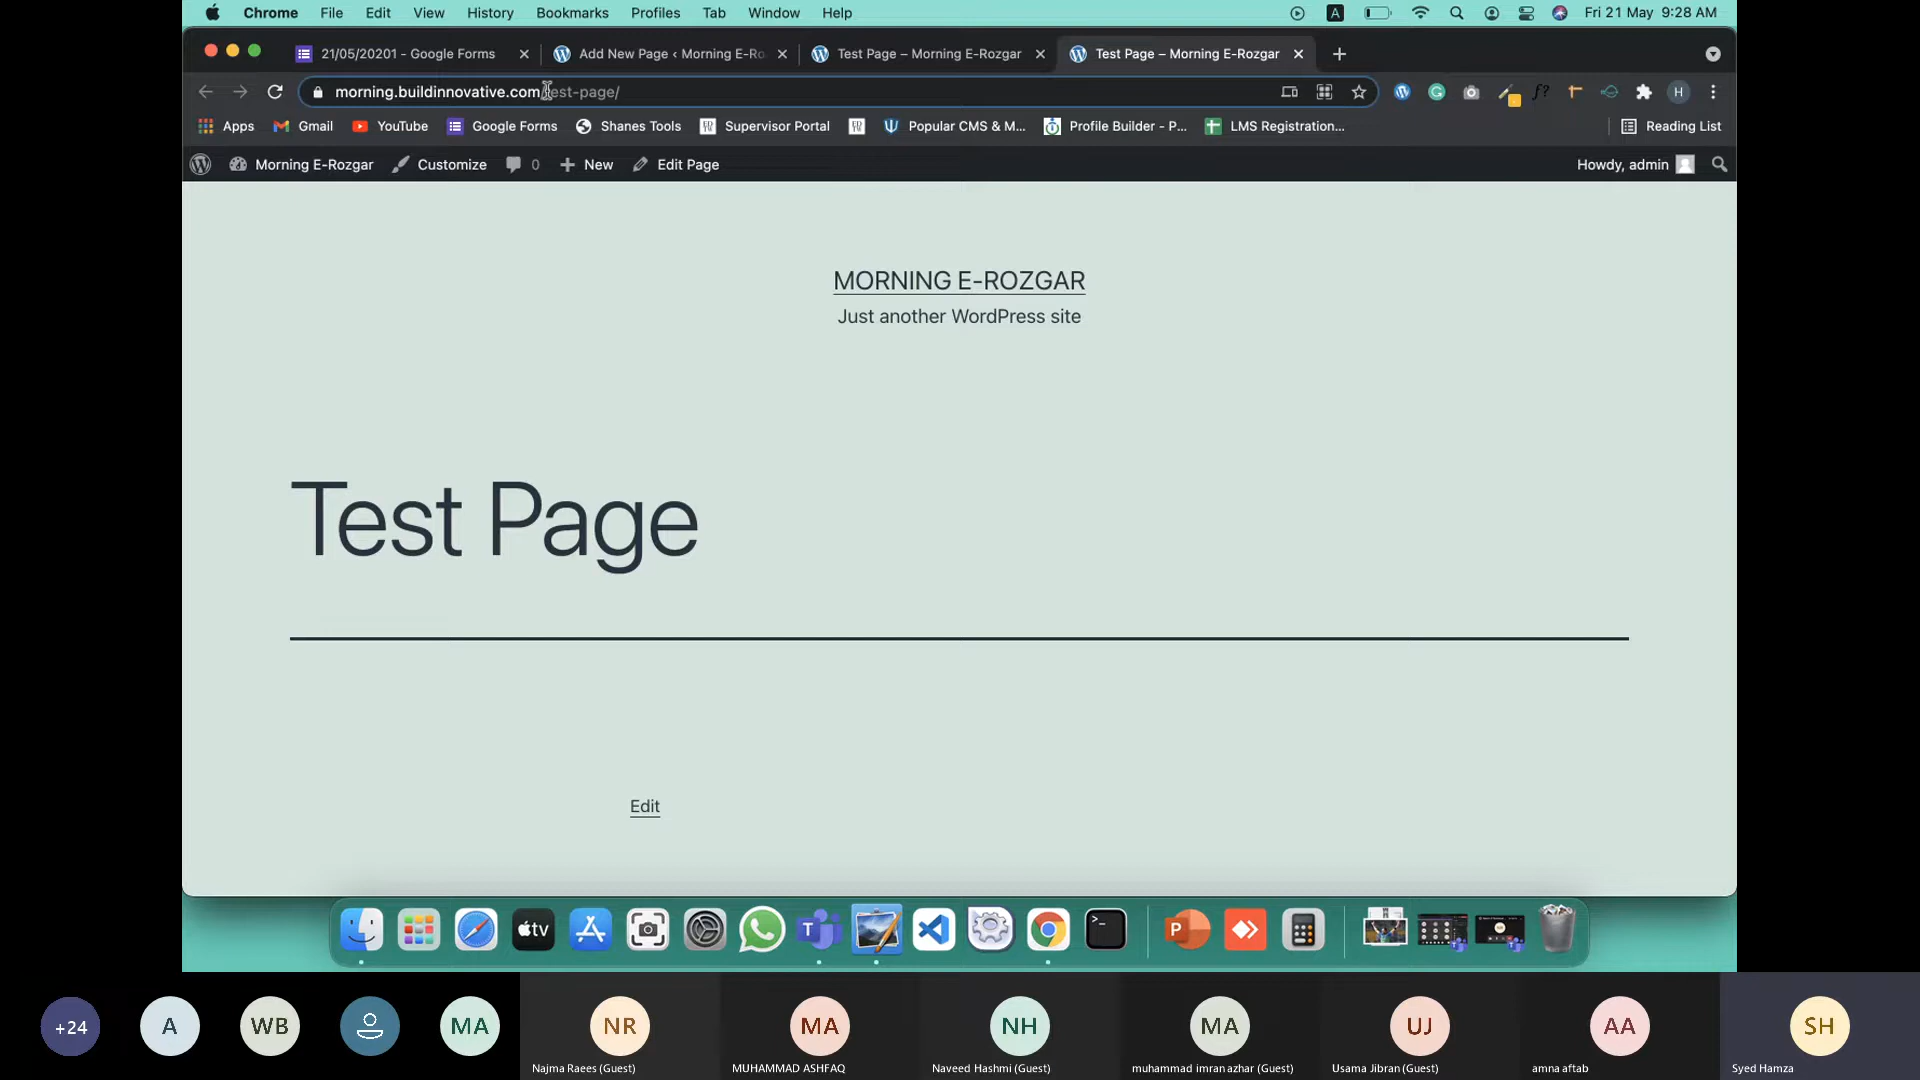 Chrome File Edit View History Bookmarks Profiles Tab Window Help A Fri 21 May 9:28 AM
21/05/20201 - Google Forms Add New Page ‹ Morning E-Ro Test Page – Morning E-Rozgar Test Page – Morning E-Rozgar
morning.buildinnovative.com/test-page/ f? H
Apps Gmail YouTube Google Forms Shanes Tools Supervisor Portal Popular CMS & M... Profile Builder - P... LMS Registration... Reading List
Morning E-Rozgar Customize 0 New Edit Page Howdy, admin
MORNING E-ROZGAR
Just another WordPress site
Test Page
Edit
tv
+24 A WB MA NR MA NH MA UJ AA SH
Najma Raees (Guest) MUHAMMAD ASHFAQ Naveed Hashmi (Guest) muhammad imran azhar (Guest) Usama Jibran (Guest) amna aftab Syed Hamza